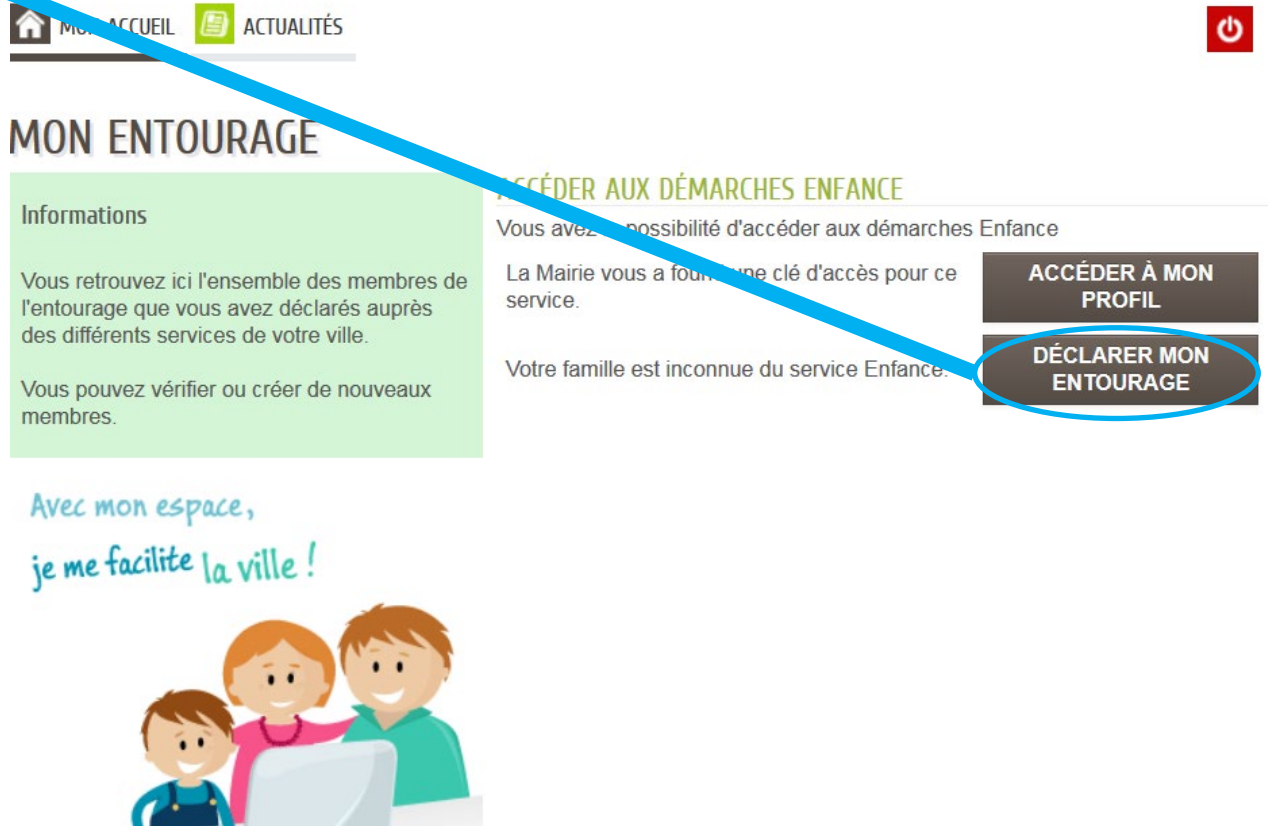 MON ACCUEIL
ACTUALITÉS
MON ENTOURAGE
Informations
Vous retrouvez ici l'ensemble des membres de
l'entourage que vous avez déclarés auprès
des différents services de votre ville.
Vous pouvez vérifier ou créer de nouveaux
membres.
ACCÉDER AUX DÉMARCHES ENFANCE
Vous avez possibilité d'accéder aux démarches Enfance
La Mairie vous a fourni une clé d'accès pour ce
service.
ACCÉDER À MON
PROFIL
Votre famille est inconnue du service Enfance.
DÉCLARER MON
ENTOURAGE
Avec mon espace,
je me facilite la ville !